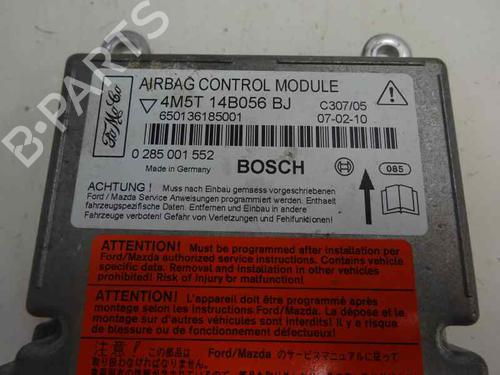 B-PARTS
FoMoCo
AIRBAG CONTROL MODULE
4M5T 14B056 BJ C307/05
650136185001 07-02-10
0 285 001 552 BOSCH 085
Made in Germany
ACHTUNG! Muss nach Einbau gemaess vorgeschriebenen
Ford / Mazda Service Anweisungen programmiert werden. Enthaelt
fahrzeugspezifische Daten. Entfernen und Einbau in andere
Fahrzeuge verboten! Gefahr von Verletzungen und Fehlfunktionen!
ATTENTION! Must be programmed after installation per
Ford/Mazda authorized service instructions. Contains vehicle
specific data. Removal and installation in another vehicle
prohibited! Risk of Injury or malfunction!
ATTENTION! L'appareil doit être programmé après
montage selon les instructions Ford/Mazda. La dépose et le
montage sur d'autres véhicules sont interdits! Il y a risque
de blessure ou de fonctionnement défectueux!
注意! この部品は Ford/Mazda のサービスマニュアルに従って